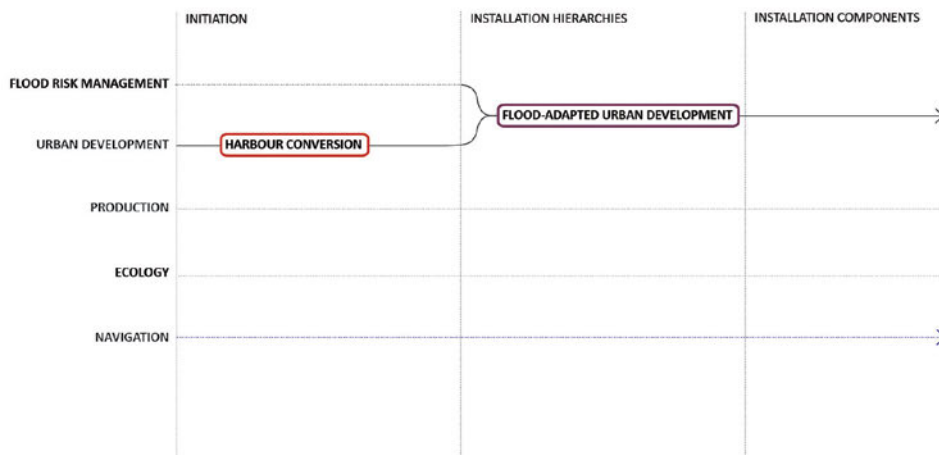 INITIATION
INSTALLATION HIERARCHIES
INSTALLATION COMPONENTS
FLOOD RISK MANAGEMENT
FLOOD-ADAPTED URBAN DEVELOPMENT
URBAN DEVELOPMENT
HARBOUR CONVERSION
PRODUCTION
ECOLOGY
NAVIGATION